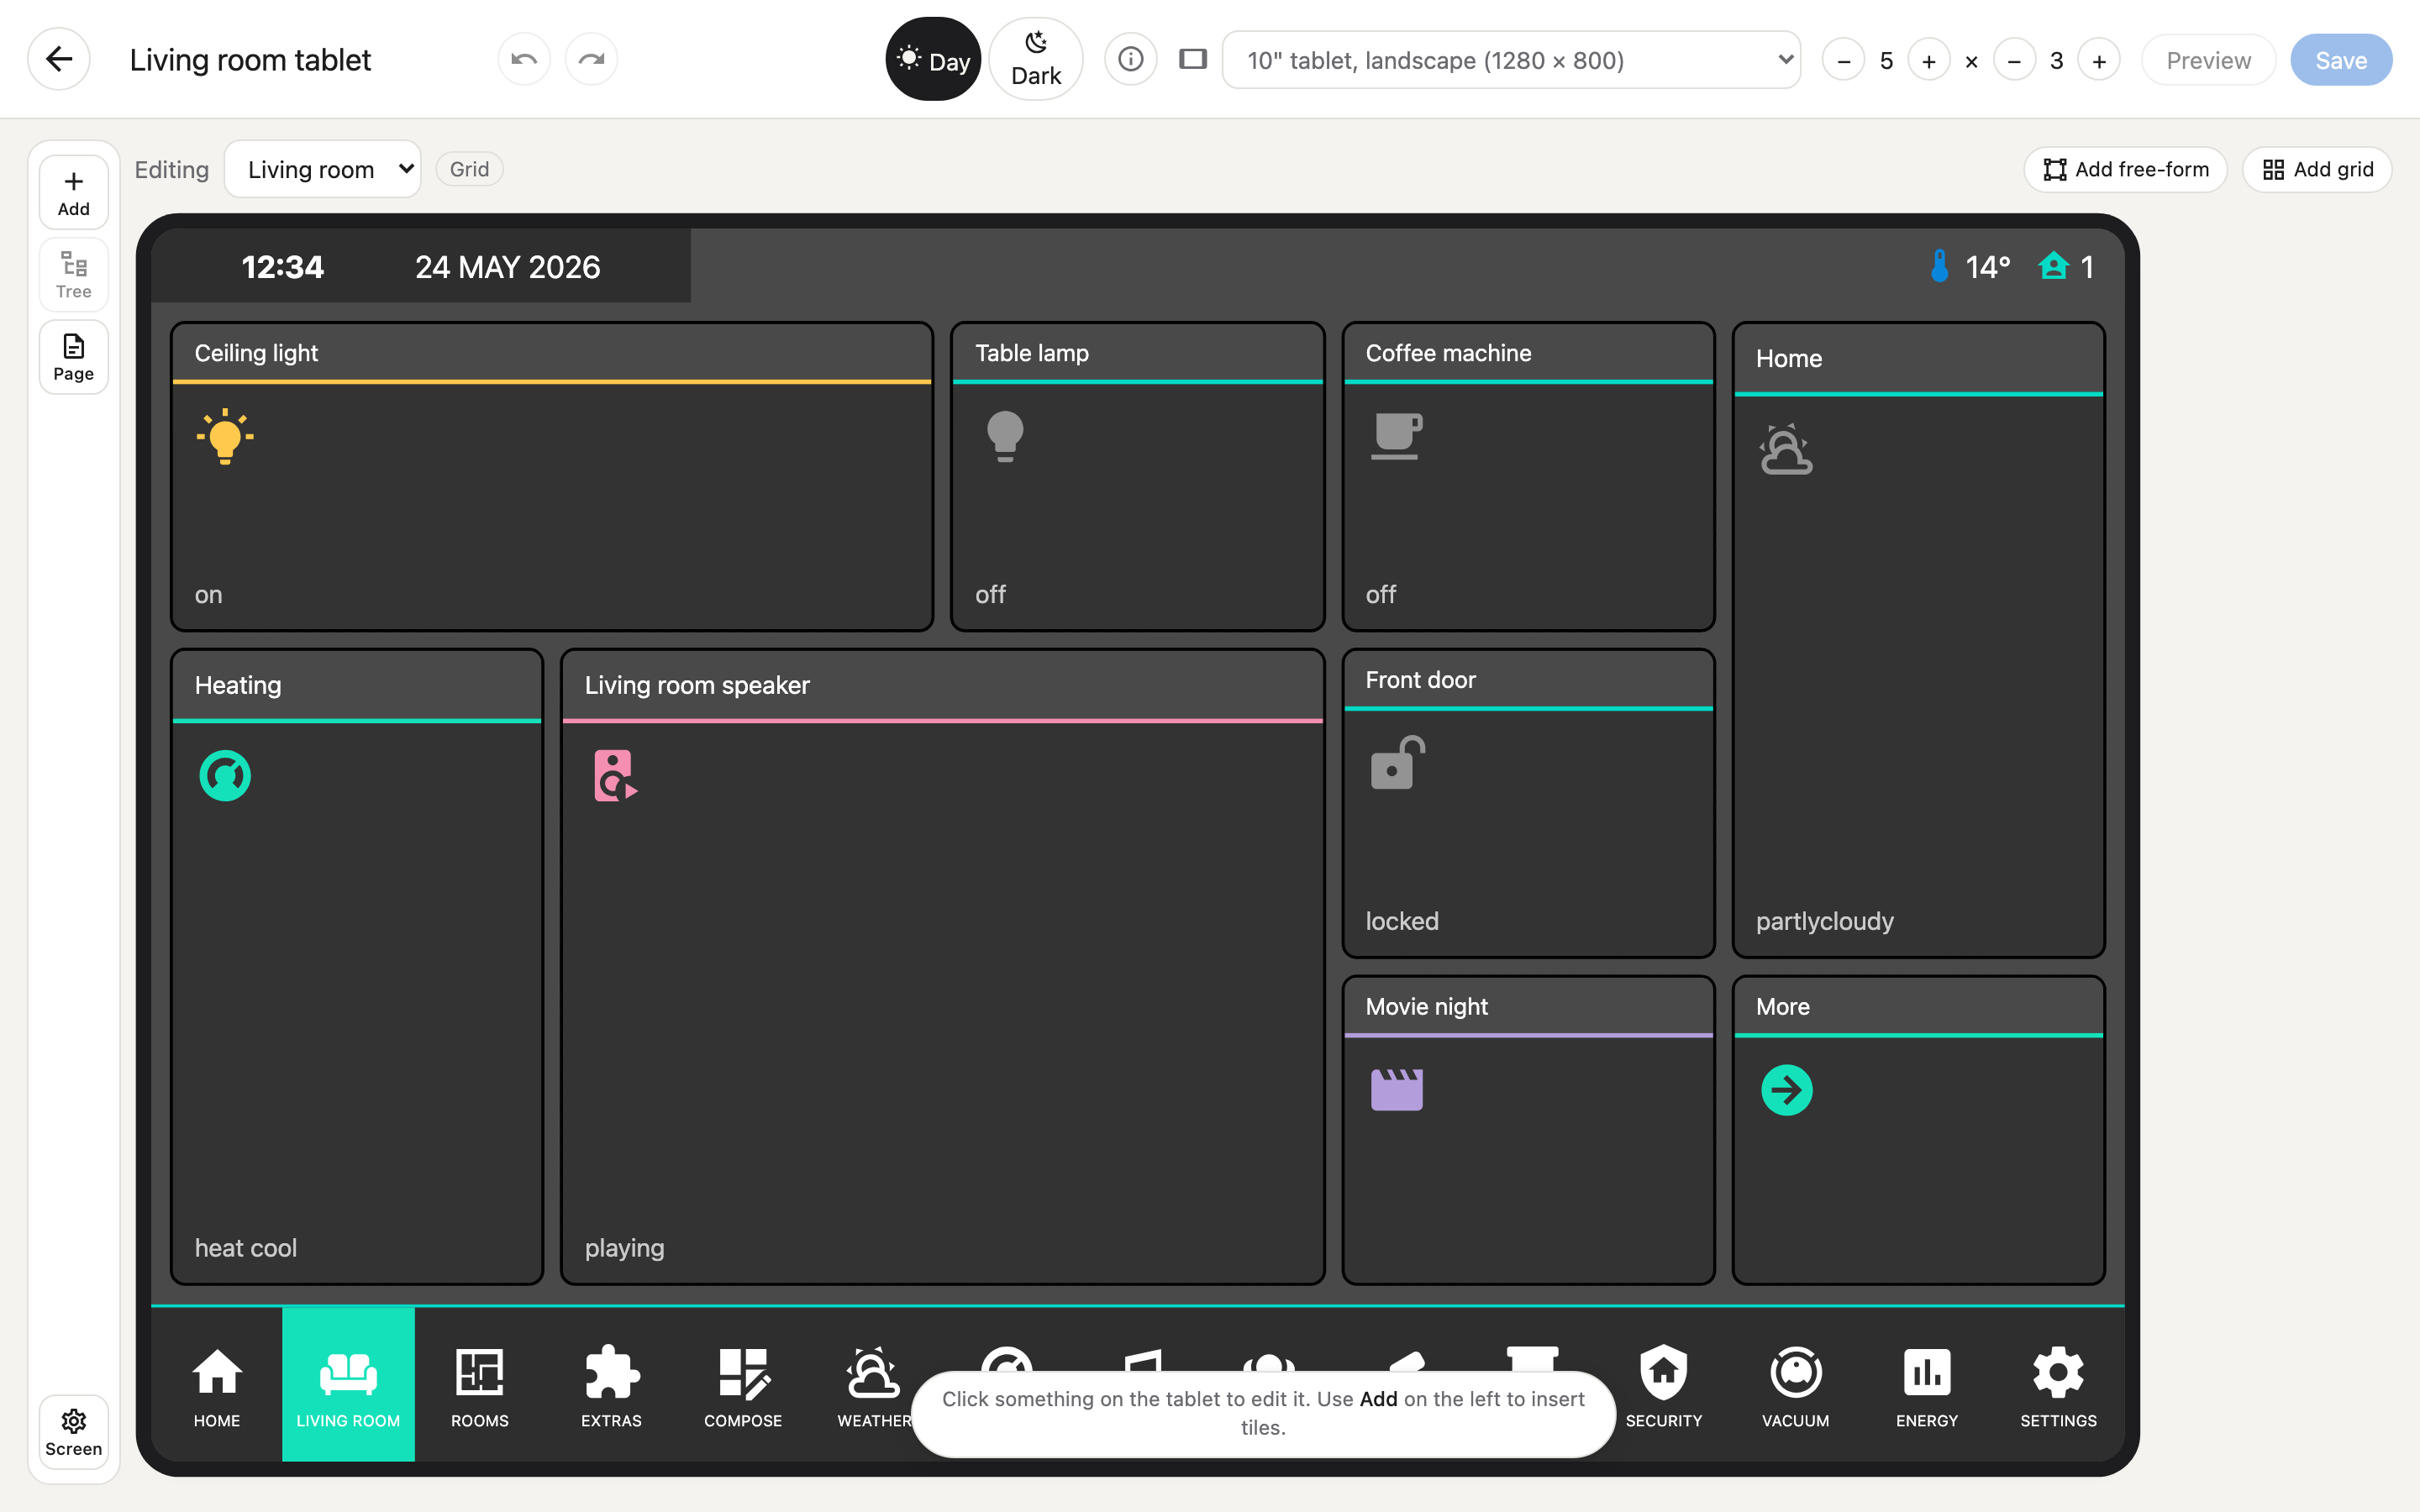 Living room tablet
Day
Dark
10" tablet, landscape (1280 × 800)
− 5 + × − 3 +
Preview
Save
Add
Tree
Page
Screen
Editing
Living room
Grid
Add free-form
Add grid
12:34
24 MAY 2026
14°
1
Ceiling light
on
Table lamp
off
Coffee machine
off
Home
partlycloudy
Heating
heat cool
Living room speaker
playing
Front door
locked
Movie night
More
HOME
LIVING ROOM
ROOMS
EXTRAS
COMPOSE
WEATHER
Click something on the tablet to edit it. Use Add on the left to insert
tiles.
SECURITY
VACUUM
ENERGY
SETTINGS